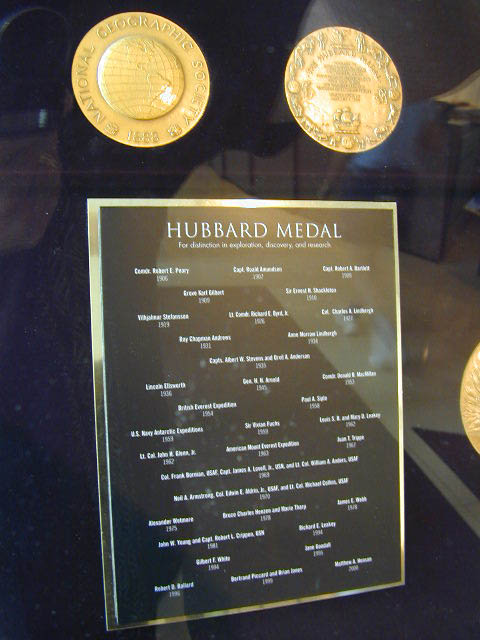 NATIONAL GEOGRAPHIC SOCIETY
1888
HUBBARD MEDAL
For distinction in exploration, discovery, and research
Comdr. Robert E. Peary Capt. Roald Amundsen Capt. Robert A. Bartlett
1906 1907 1909
Grove Karl Gilbert Sir Ernest H. Shackleton
1909 1910
Vilhjalmur Stefansson Lt. Comdr. Richard E. Byrd, Jr. Col. Charles A. Lindbergh
1919 1926 1927
Roy Chapman Andrews Anne Morrow Lindbergh
1931 1934
Capts. Albert W. Stevens and Orvil A. Anderson
1935
Lincoln Ellsworth Gen. H. H. Arnold Comdr. Donald B. MacMillan
1936 1945 1953
British Everest Expedition Paul A. Siple
1954 1958
U.S. Navy Antarctic Expeditions Sir Vivian Fuchs Louis S. B. and Mary D. Leakey
1959 1959 1962
Lt. Col. John H. Glenn, Jr. American Mount Everest Expedition Juan T. Trippe
1962 1963 1967
Col. Frank Borman, USAF, Capt. James A. Lovell, Jr., USN, and Lt. Col. William A. Anders, USAF
1969
Neil A. Armstrong, Col. Edwin E. Aldrin, Jr., USAF, and Lt. Col. Michael Collins, USAF
1970
Alexander Wetmore Bruce Charles Heezen and Marie Tharp James E. Webb
1975 1978 1978
John W. Young and Capt. Robert L. Crippen, USN Richard E. Leakey
1981 1994
Gilbert F. White Jane Goodall
1994 1995
Robert D. Ballard Bertrand Piccard and Brian Jones Matthew A. Henson
1996 1999 2000